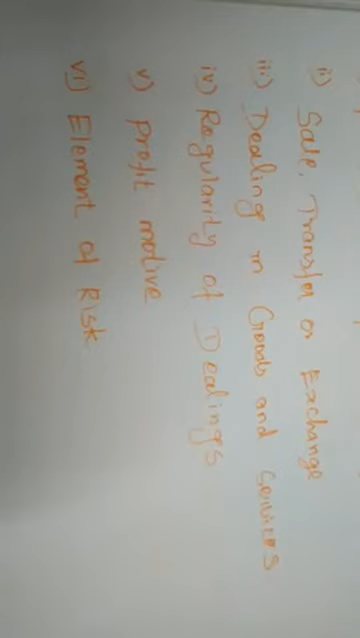 ii) Sale, Transfer or Exchange
iii) Dealing in Goods and Services
iv) Regularity of Dealings
v) Profit motive
vi) Element of Risk